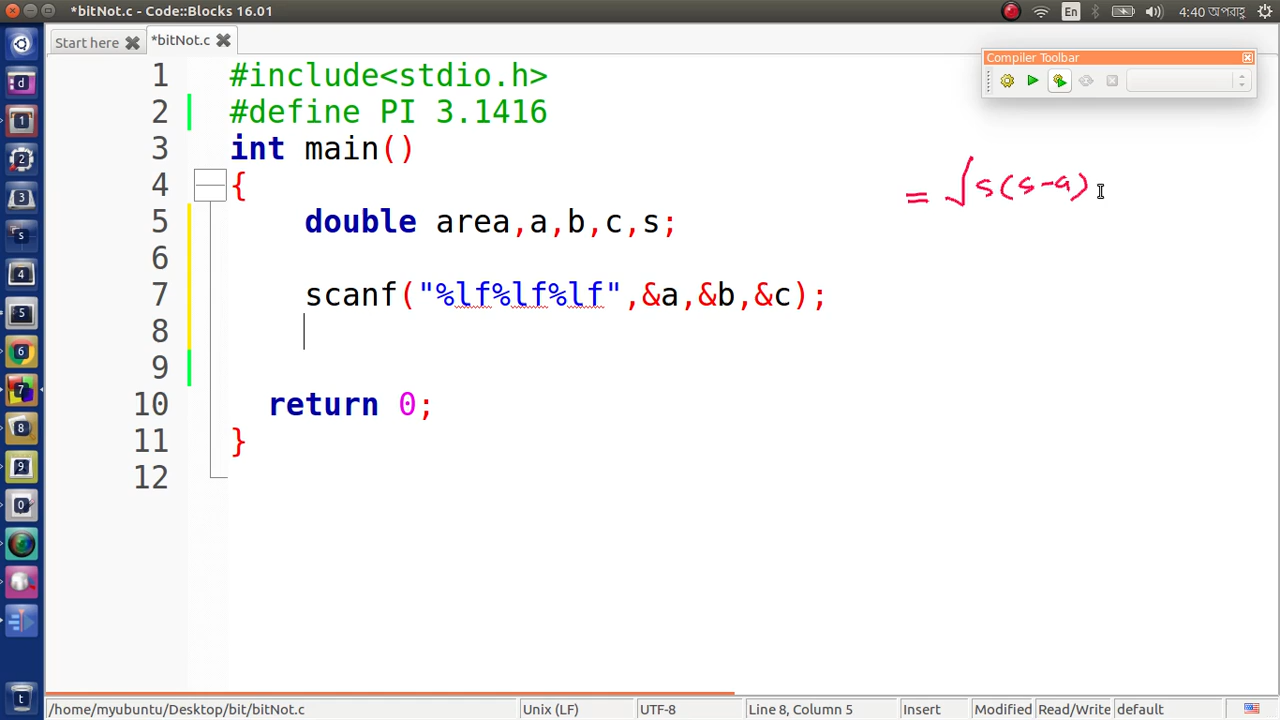 *bitNot.c - Code::Blocks 16.01
En
4:40 অপরাহ্ণ
Start here
*bitNot.c
Compiler Toolbar
1 #include<stdio.h>
2 #define PI 3.1416
3 int main()
4 {
5 double area,a,b,c,s;
6
7 scanf("%lf%lf%lf",&a,&b,&c);
8
9
10 return 0;
11 }
12
= √s(s-a)
/home/myubuntu/Desktop/bit/bitNot.c
Unix (LF)
UTF-8
Line 8, Column 5
Insert
Modified
Read/Write
default